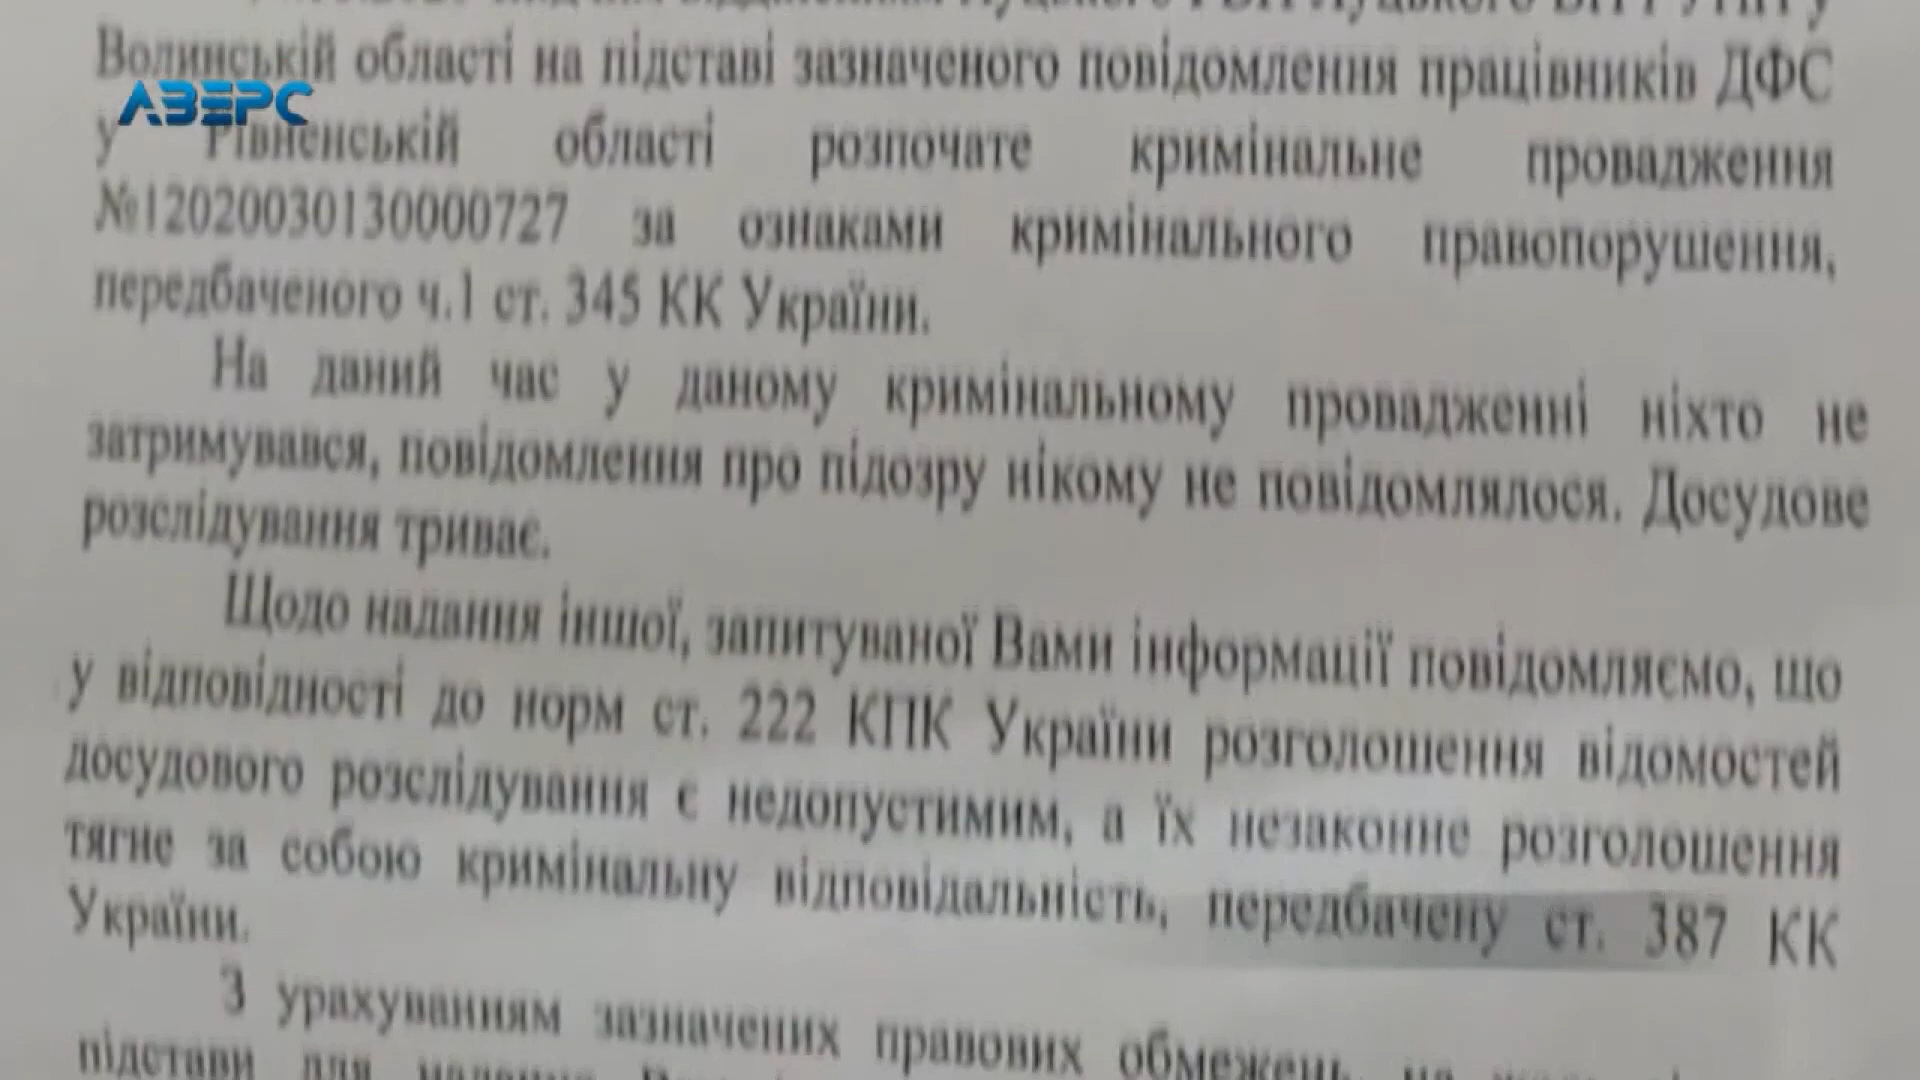 Волинській області на підставі зазначеного повідомлення працівників ДФС
АВЕРС
у Рівненській області розпочате кримінальне провадження
№12020030130000727 за ознаками кримінального правопорушення,
передбаченого ч.1 ст. 345 КК України.
На даний час у даному кримінальному провадженні ніхто не
затримувався, повідомлення про підозру нікому не повідомлялося. Досудове
розслідування триває.
Щодо надання іншої, запитуваної Вами інформації повідомляємо, що
у відповідності до норм ст. 222 КПК України розголошення відомостей
досудового розслідування є недопустимим, а їх незаконне розголошення
тягне за собою кримінальну відповідальність, передбачену ст. 387 КК
України.
З урахуванням зазначених правових обмежень,
підстави для